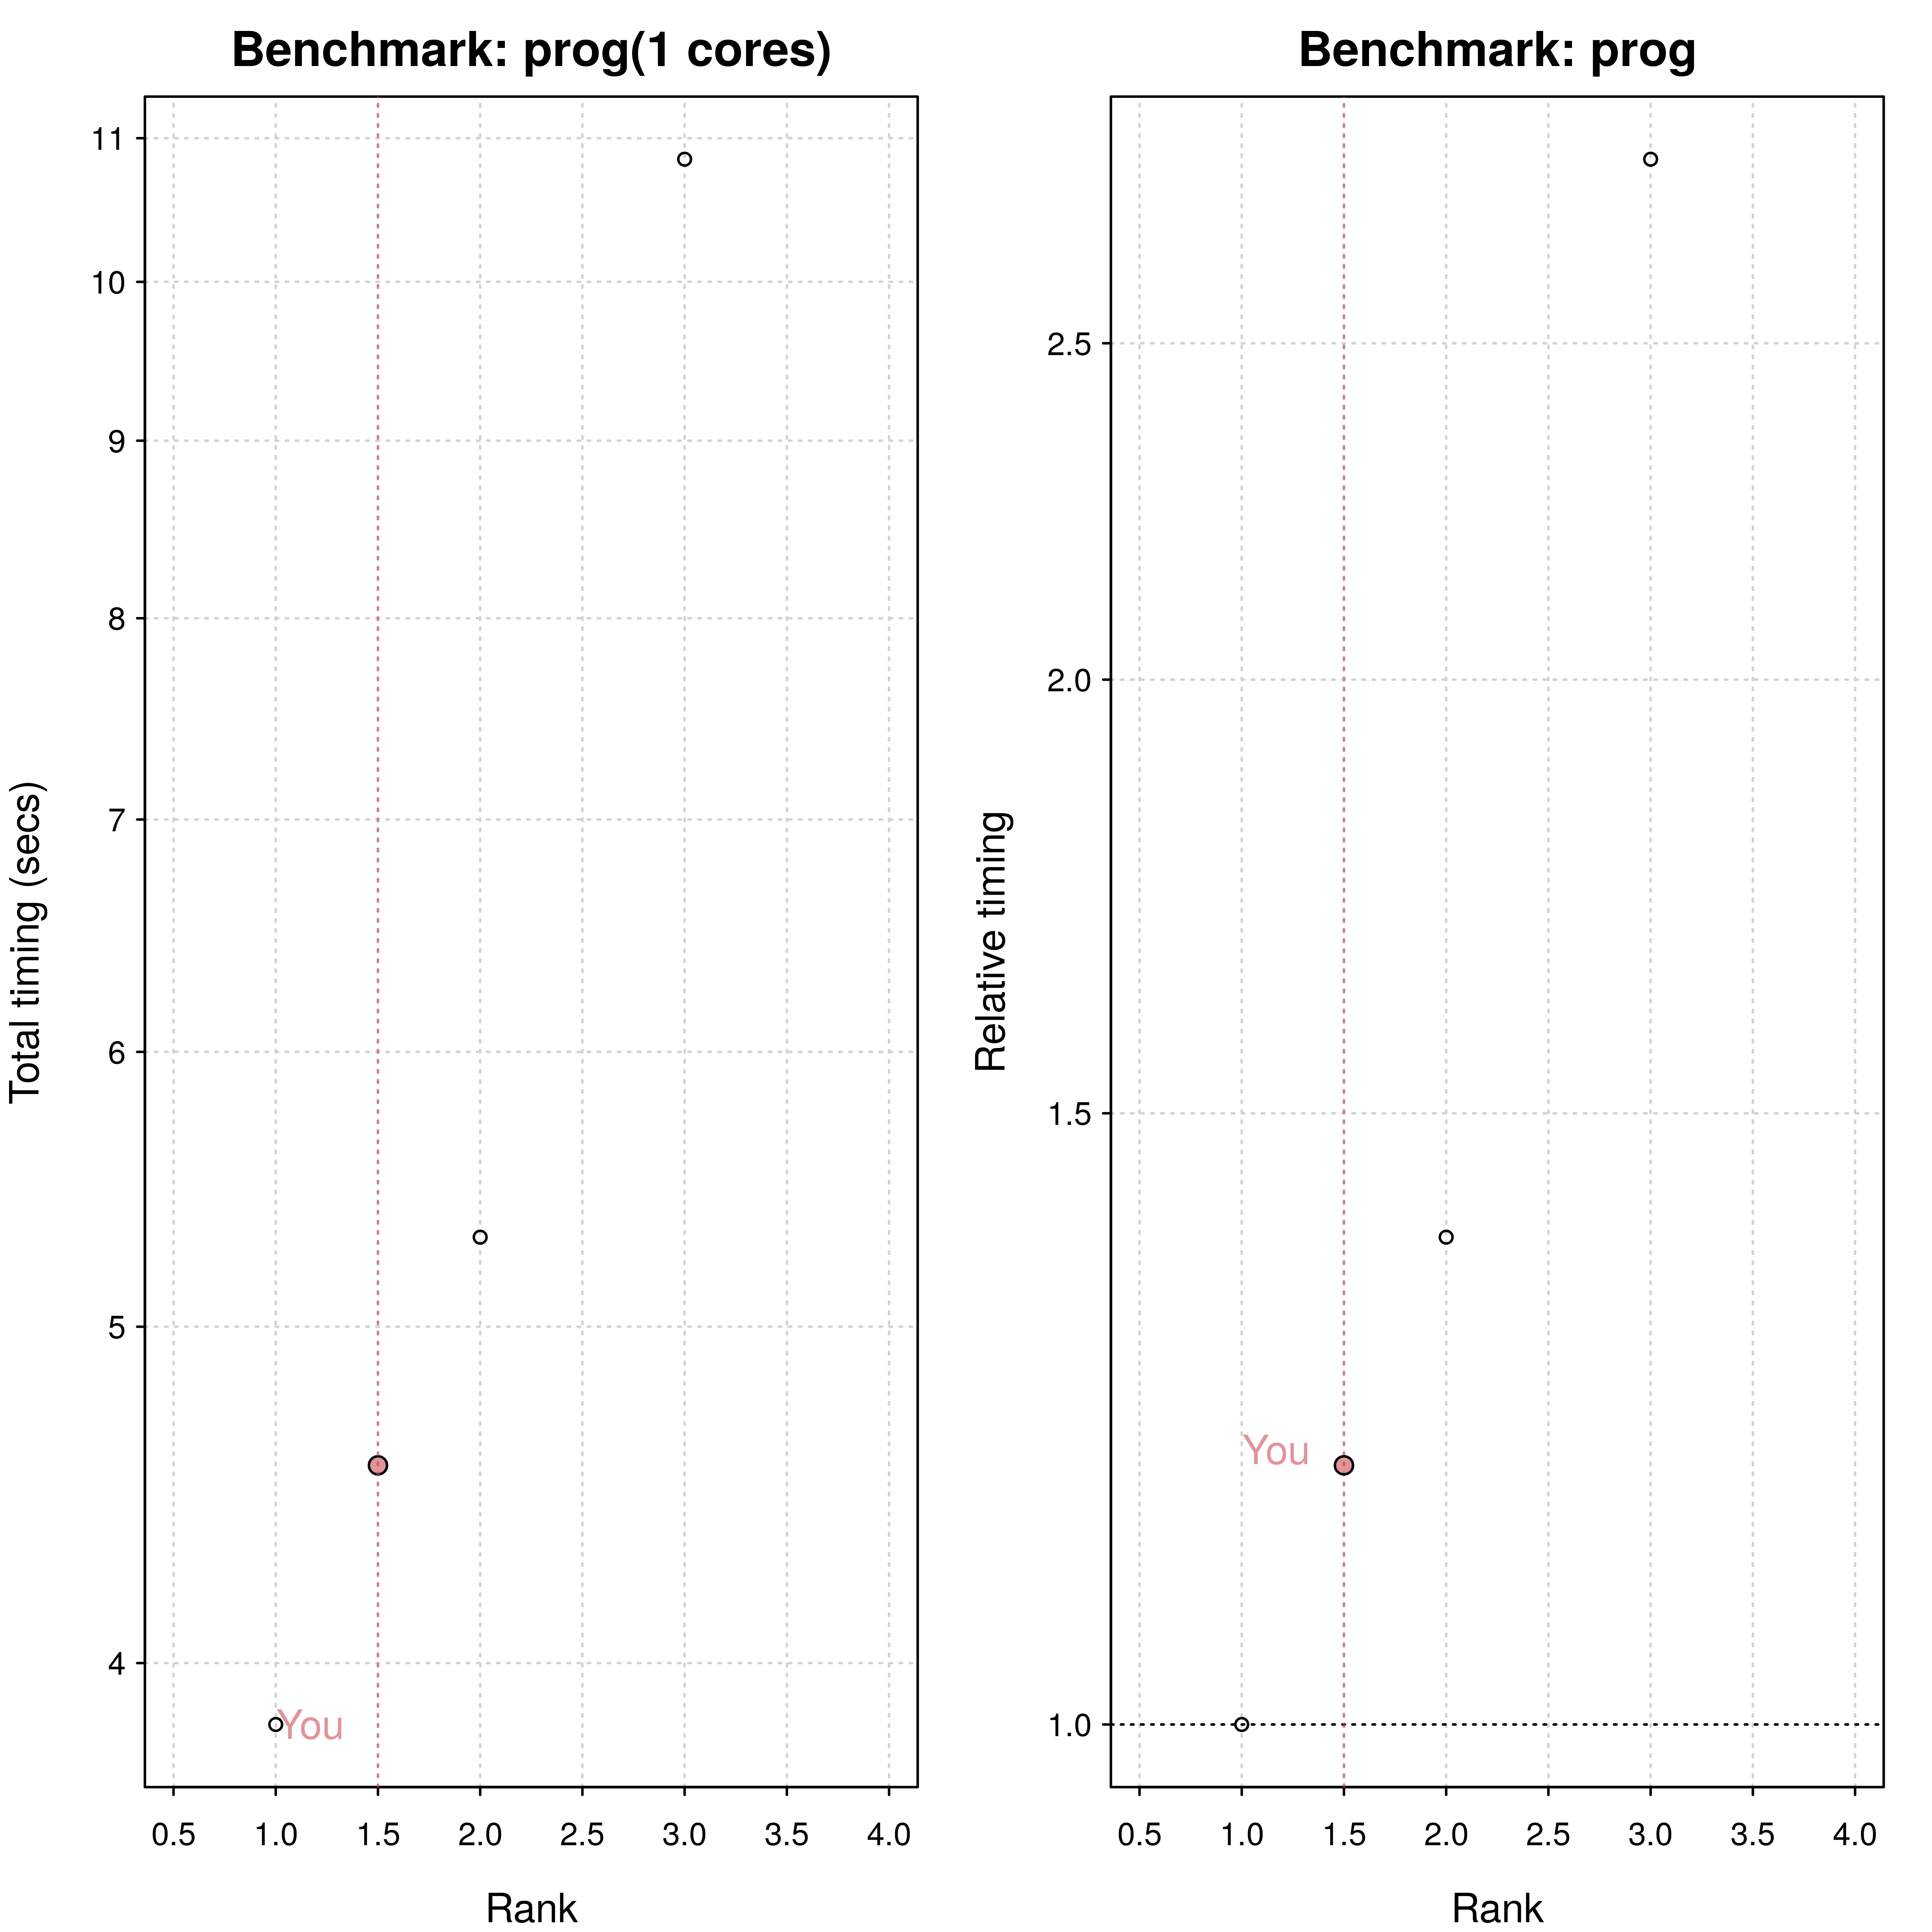 Benchmark: prog(1 cores)
Total timing (secs)
11
10
9
8
7
6
5
4
You
0.5 1.0 1.5 2.0 2.5 3.0 3.5 4.0
Rank
Benchmark: prog
Relative timing
2.5
2.0
1.5
1.0
You
0.5 1.0 1.5 2.0 2.5 3.0 3.5 4.0
Rank